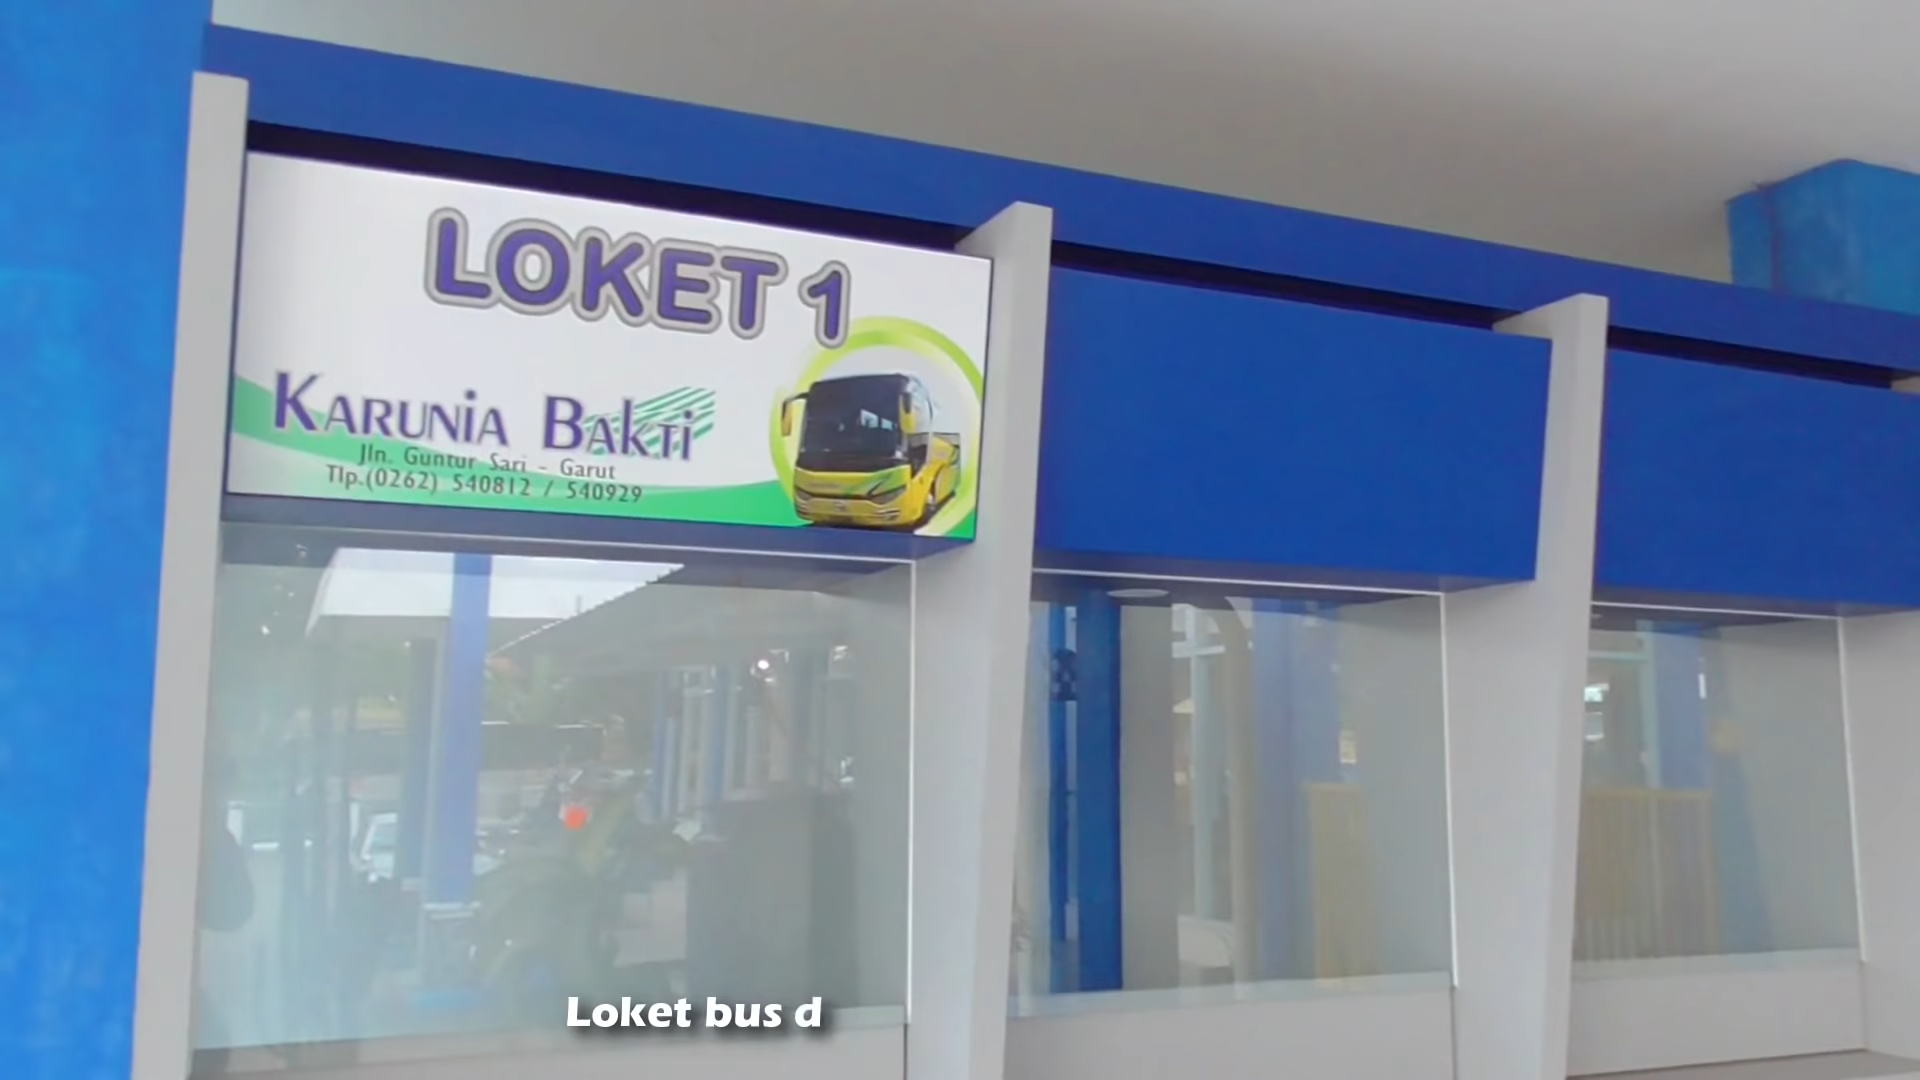 LOKET 1
KARUNIA BAKTI
Jln. Guntur Sari - Garut
Tlp.(0262) 540812 / 540929
Loket bus d